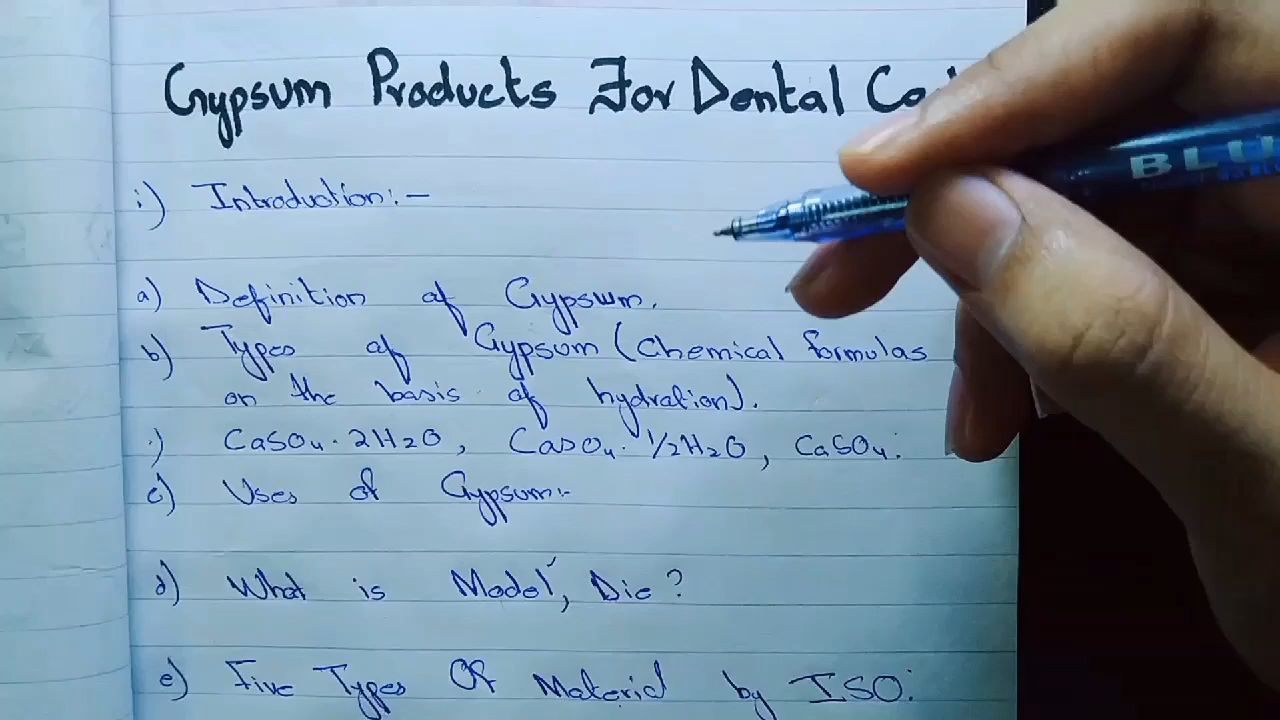 Gypsum Products For Dental
i) Introduction:-
a) Definition of Gypsum.
b) Types of Gypsum (Chemical formulas
on the basis of hydration).
CaSO4·2H2O, CaSO4·1/2H2O, CaSO4.
c) Uses of Gypsum:-
d) What is Model, Die?
e) Five Types Of Material by ISO: